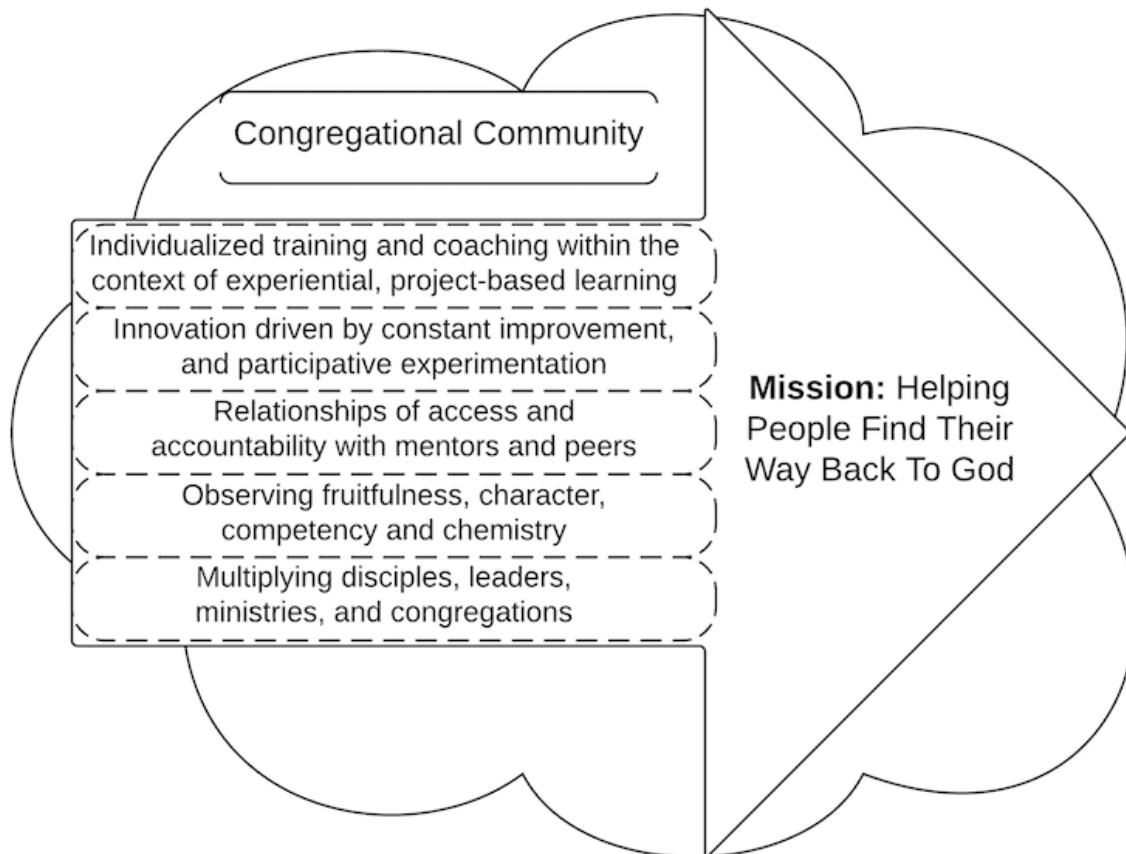 Congregational Community
Individualized training and coaching within the
context of experiential, project-based learning
Innovation driven by constant improvement,
and participative experimentation
Relationships of access and
accountability with mentors and peers
Observing fruitfulness, character,
competency and chemistry
Multiplying disciples, leaders,
ministries, and congregations
Mission: Helping
People Find Their
Way Back To God